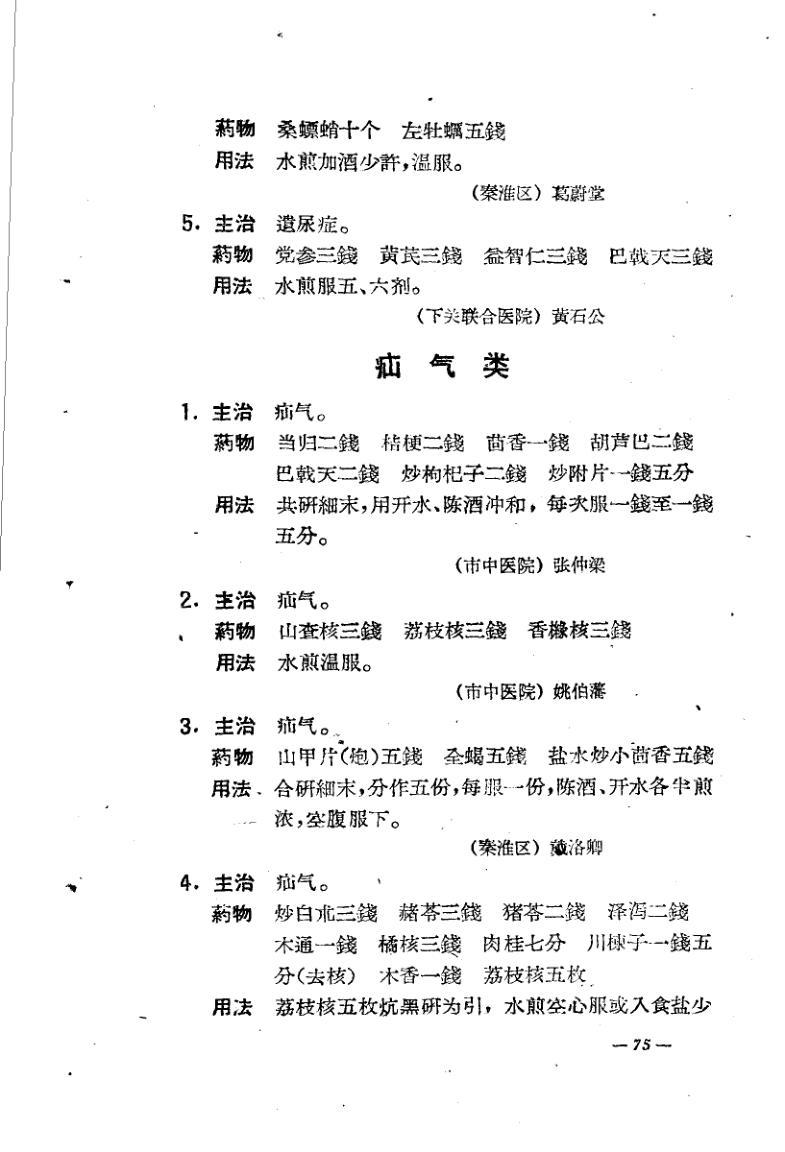 葯物 桑螵蛸十个 左牡蠣五錢
用法 水煎加酒少許,溫服。
(秦淮区) 葛蔚堂
5. 主治 遺尿症。
葯物 党参三錢 黄芪三錢 益智仁三錢 巴戟天三錢
用法 水煎服五、六剂。
(下关联合医院) 黄石公
疝气类
1. 主治 疝气。
葯物 当归二錢 桔梗二錢 茴香一錢 胡芦巴二錢
巴戟天二錢 炒枸杞子二錢 炒附片一錢五分
用法 共研細末,用开水、陈酒冲和,每次服一錢至一錢
五分。
(市中医院) 张仲梁
2. 主治 疝气。
葯物 山查核三錢 荔枝核三錢 香橼核三錢
用法 水煎溫服。
(市中医院) 姚伯藩
3. 主治 疝气。
葯物 山甲片(炮)五錢 全蝎五錢 盐水炒小茴香五錢
用法 合研細末,分作五份,每服一份,陈酒、开水各半煎
浓,空腹服下。
(秦淮区) 戴洛卿
4. 主治 疝气。
葯物 炒白朮三錢 赭苓三錢 猪苓二錢 泽泻二錢
木通一錢 橘核三錢 肉桂七分 川楝子一錢五
分(去核) 木香一錢 荔枝核五枚
用法 荔枝核五枚炕黑研为引,水煎空心服或入食盐少
— 75 —